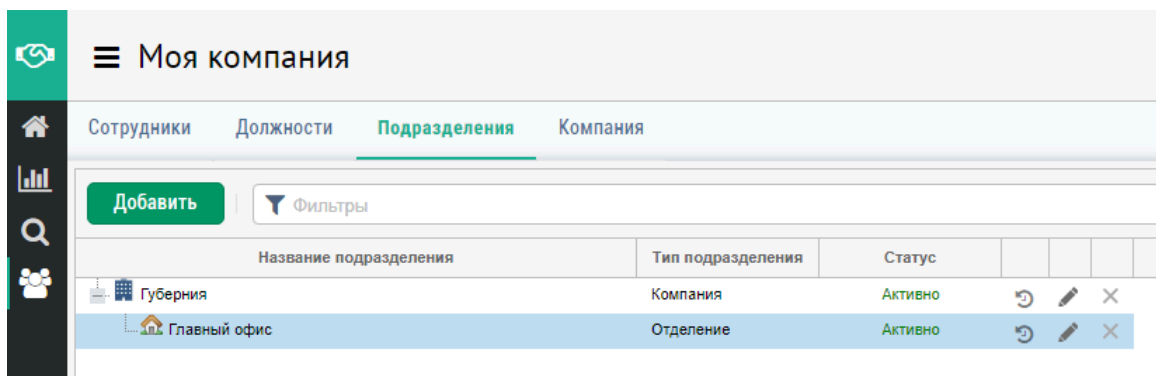 Моя компания
Сотрудники Должности Подразделения Компания
Добавить Фильтры
Название подразделения Тип подразделения Статус
Губерния Компания Активно
Главный офис Отделение Активно